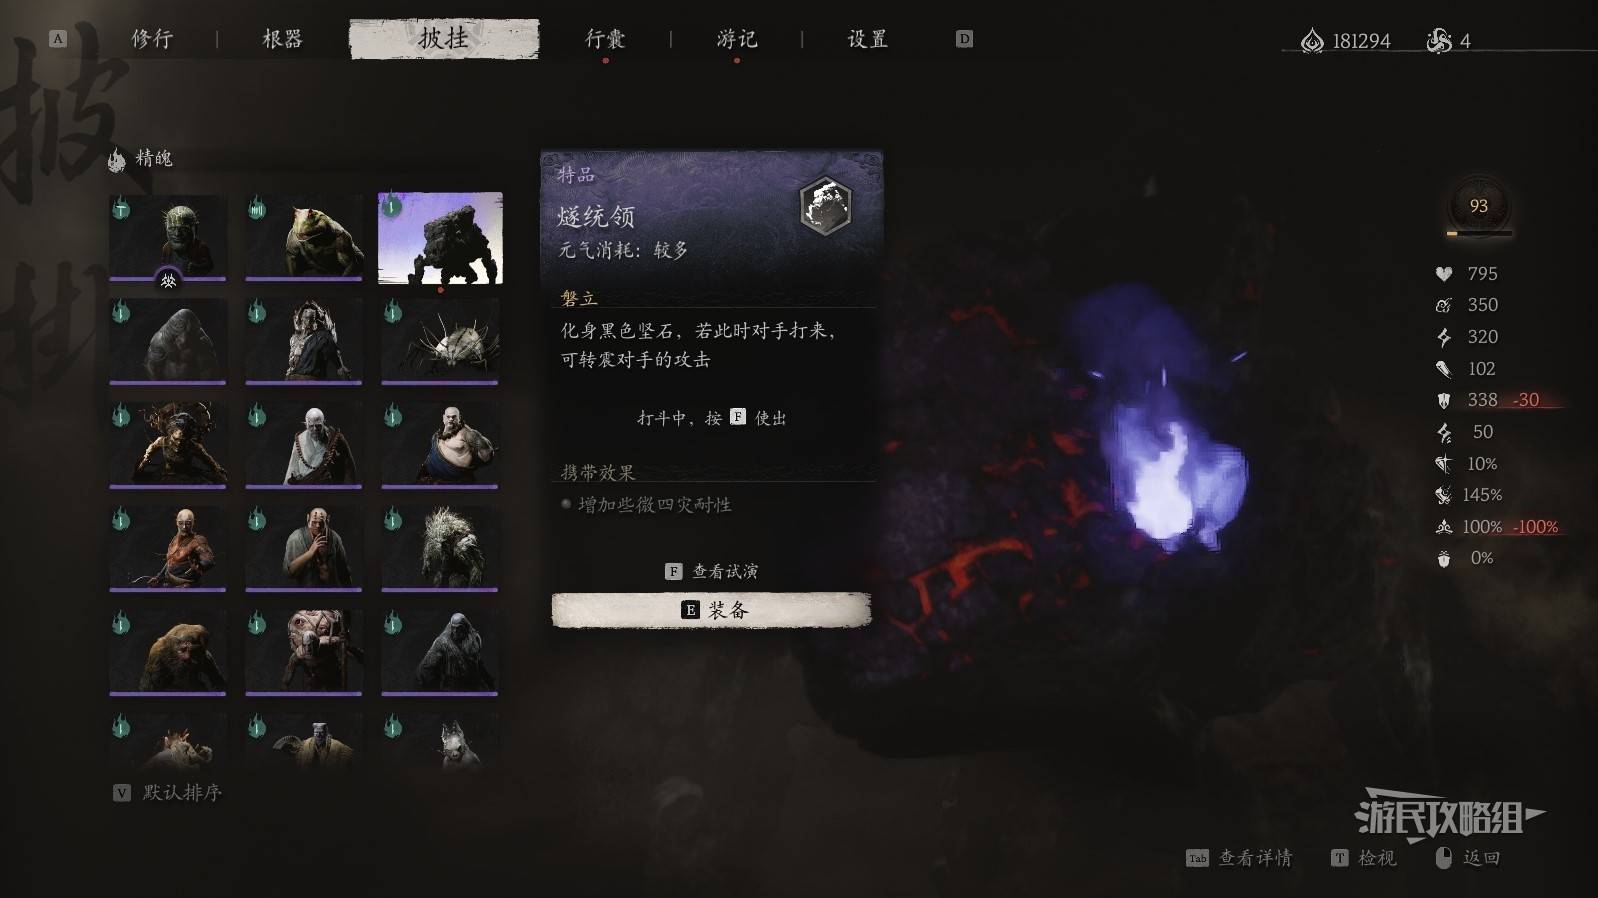 A 修行 | 根器 披挂 行囊 | 游记 | 设置 D
181294 4
披挂
精魄
特品
燧统领
元气消耗：较多
磐立
化身黑色坚石，若此时对手打来，
可转震对手的攻击
打斗中，按 F 使出
携带效果
增加些微四灾耐性
F 查看试演
E 装备
V 默认排序
93
795
350
320
102
338 -30
50
10%
145%
100% -100%
0%
游民攻略组
Tab 查看详情 T 检视 返回